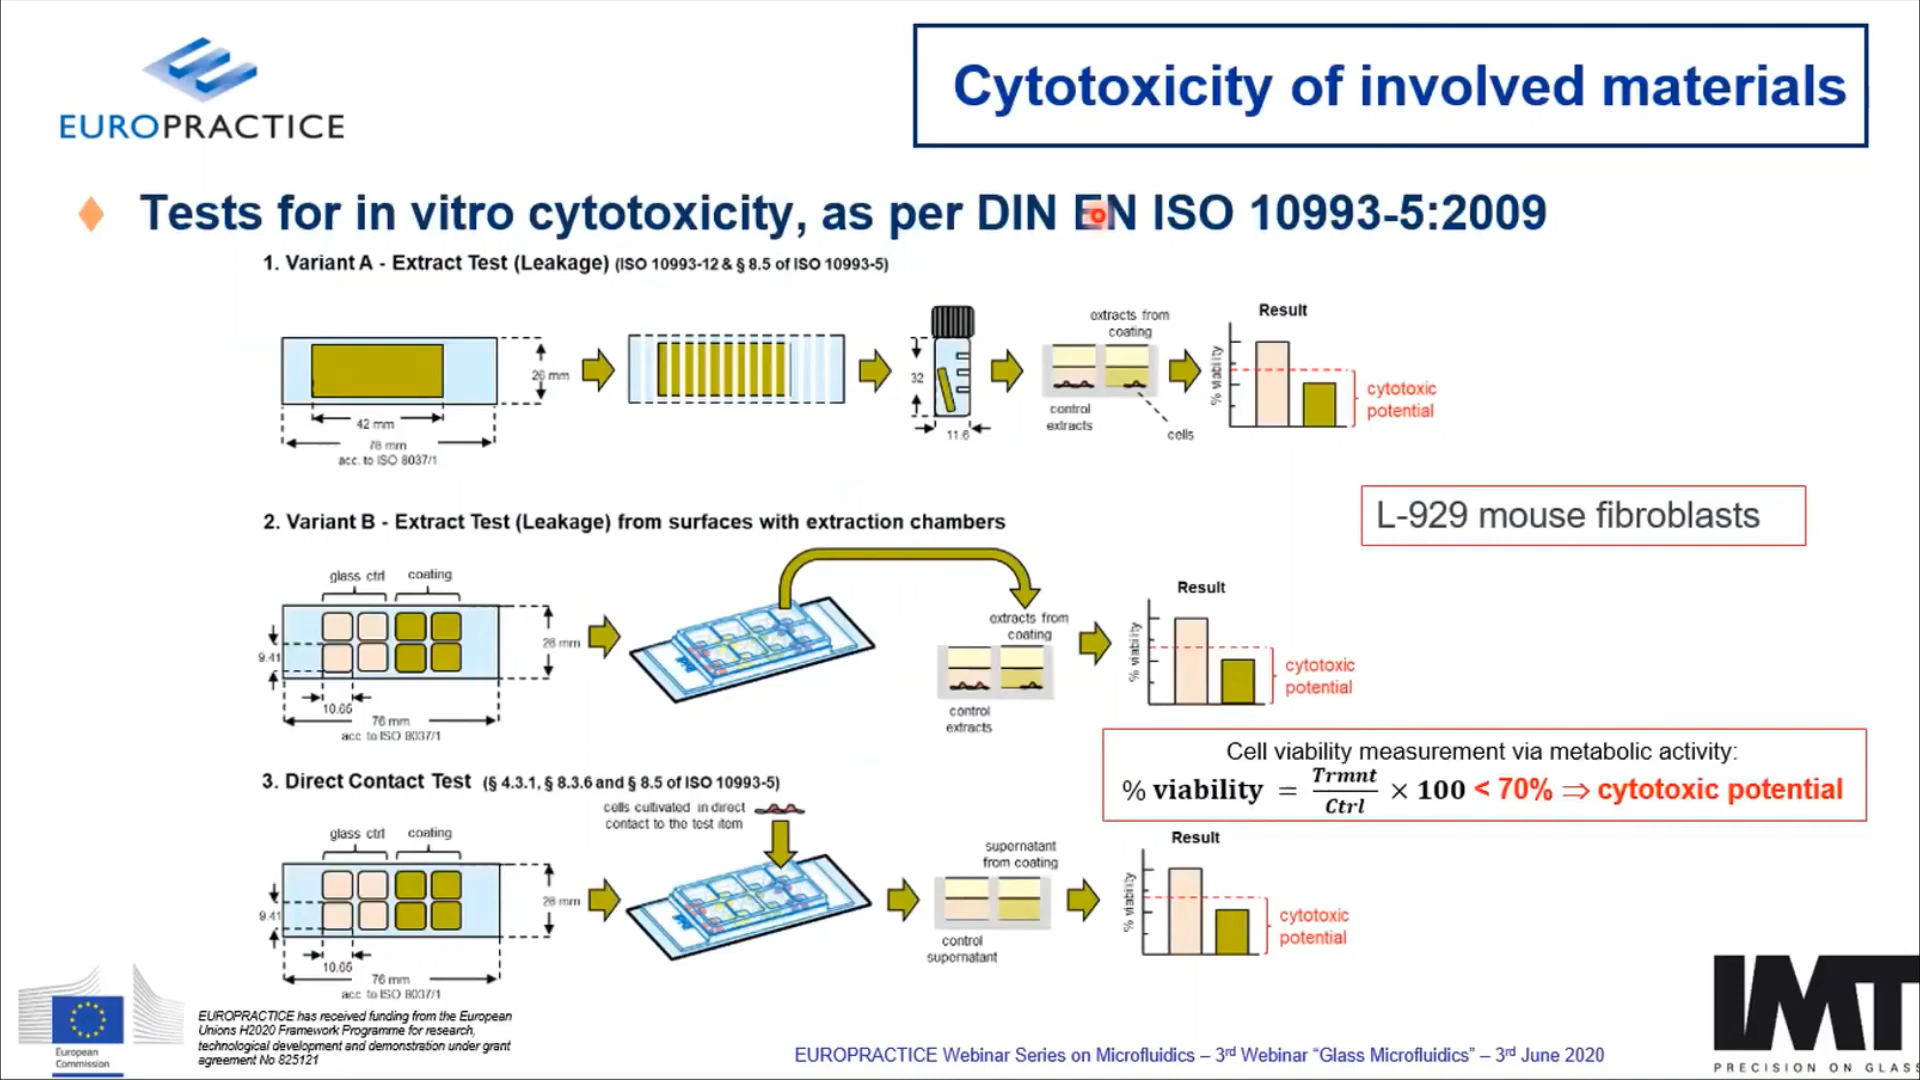 EUROPRACTICE
Cytotoxicity of involved materials
Tests for in vitro cytotoxicity, as per DIN EN ISO 10993-5:2009
1. Variant A - Extract Test (Leakage) (ISO 10993-12 & § 8.5 of ISO 10993-5)
26 mm
42 mm
76 mm
acc. to ISO 8037/1
32
11.6
extracts from
coating
control
extracts
cells
Result
% viability
cytotoxic
potential
L-929 mouse fibroblasts
2. Variant B - Extract Test (Leakage) from surfaces with extraction chambers
glass ctrl coating
9.41
26 mm
10.65
76 mm
acc to ISO 8037/1
extracts from
coating
control
extracts
Result
% viability
cytotoxic
potential
Cell viability measurement via metabolic activity:
% viability = Trmnt / Ctrl × 100 < 70% ⇒ cytotoxic potential
3. Direct Contact Test (§ 4.3.1, § 8.3.6 and § 8.5 of ISO 10993-5)
cells cultivated in direct
contact to the test item
glass ctrl coating
9.41
26 mm
10.65
76 mm
acc to ISO 8037/1
supernatant
from coating
control
supernatant
Result
% viability
cytotoxic
potential
European
Commission
EUROPRACTICE has received funding from the European
Unions H2020 Framework Programme for research,
technological development and demonstration under grant
agreement No 825121
EUROPRACTICE Webinar Series on Microfluidics – 3rd Webinar “Glass Microfluidics” – 3rd June 2020
IMT
PRECISION ON GLASS